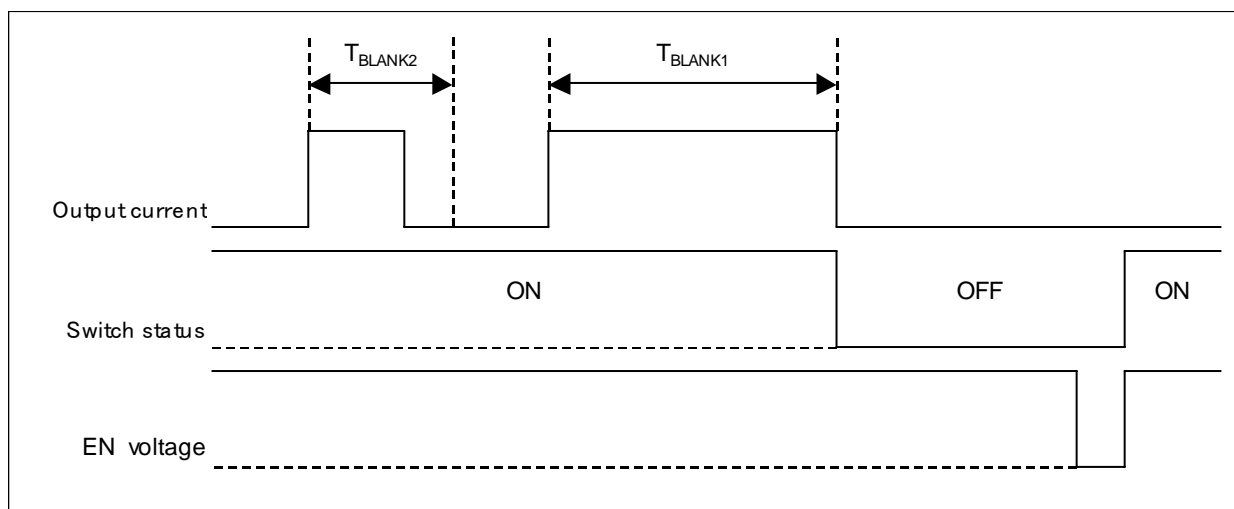 TBLANK2
TBLANK1
Output current
ON
OFF
ON
Switch status
EN voltage